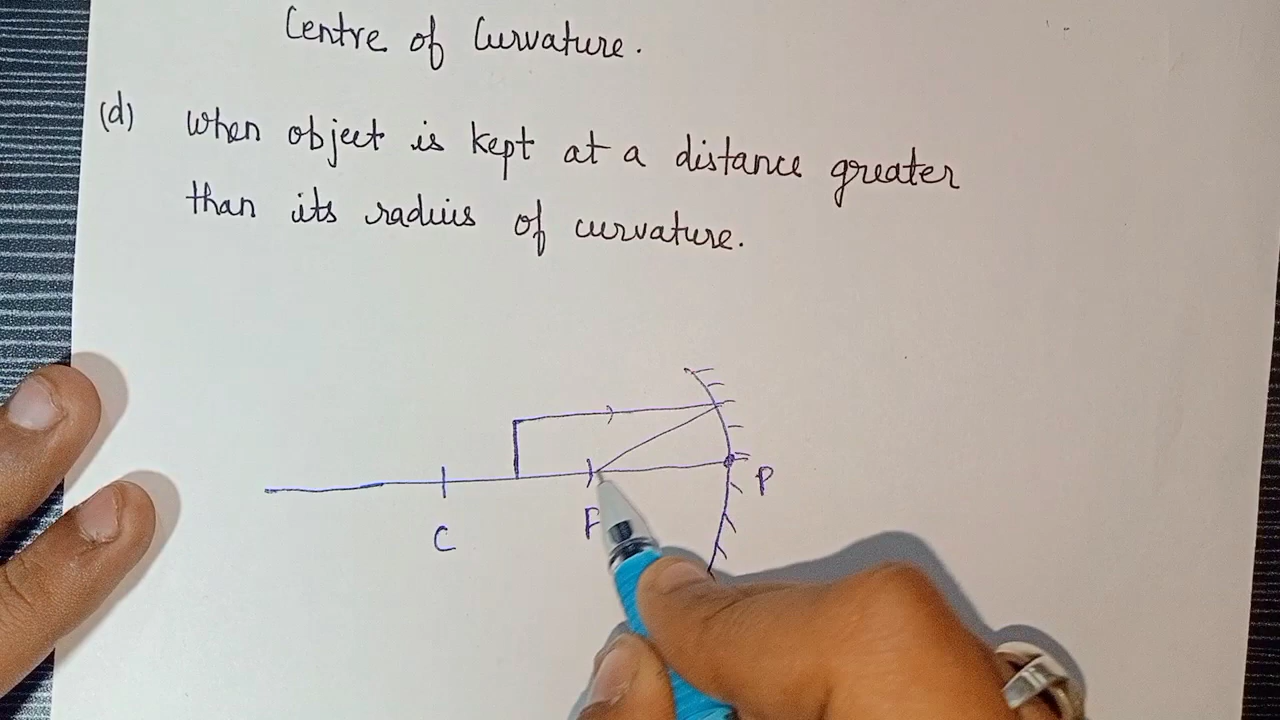 Centre of Curvature.
(d) When object is kept at a distance greater
than its radius of curvature.
P
F
C